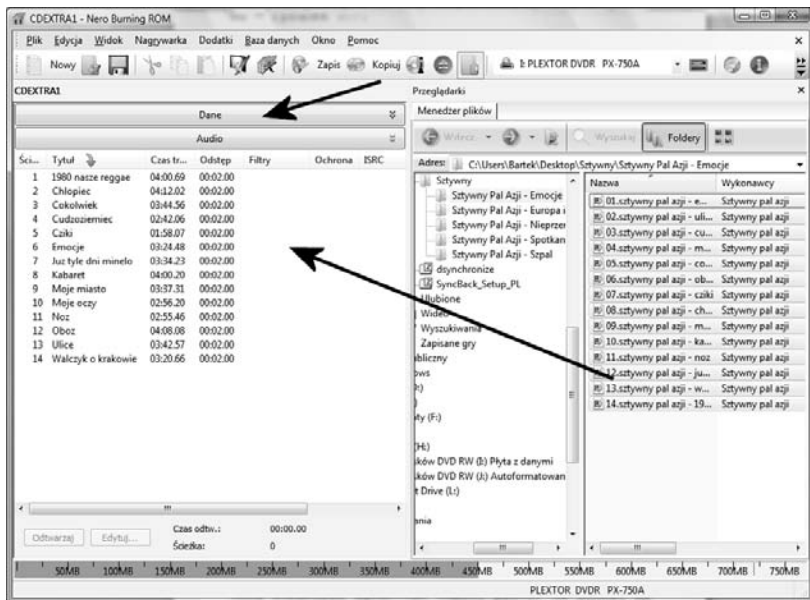 CDEXTRA1 - Nero Burning ROM
Plik Edycja Widok Nagrywarka Dodatki Baza danych Okno Pomoc
Nowy Zapis Kopiuj I: PLEXTOR DVDR PX-750A
CDEXTRA1
Dane
Audio
Ści... Tytuł Czas tr... Odstęp Filtry Ochrona ISRC
1 1980 nasze reggae 04:00.69 00:02.00
2 Chlopiec 04:12.02 00:02.00
3 Cokolwiek 03:44.56 00:02.00
4 Cudzoziemiec 02:42.06 00:02.00
5 Cziki 01:58.07 00:02.00
6 Emocje 03:24.48 00:02.00
7 Juz tyle dni minelo 03:34.23 00:02.00
8 Kabaret 04:00.20 00:02.00
9 Moje miasto 03:37.31 00:02.00
10 Moje oczy 02:56.20 00:02.00
11 Noz 02:55.46 00:02.00
12 Oboz 04:08.08 00:02.00
13 Ulice 03:42.57 00:02.00
14 Walczyk o krakowie 03:20.66 00:02.00
Odtwarzaj Edytuj...
Czas odtw.: 00:00.00
Ścieżka: 0
Przeglądarki
Menedżer plików
Wstecz Wyszukaj Foldery
Adres: C:\Users\Bartek\Desktop\Sztywny\Sztywny Pal Azji - Emocje
Sztywny
Sztywny Pal Azji - Emocje
Sztywny Pal Azji - Europa i
Sztywny Pal Azji - Nieprzer
Sztywny Pal Azji - Spotkan
Sztywny Pal Azji - Szpal
dsynchronize
SyncBack_Setup_PL
Ulubione
Wideo
Wyszukiwania
Zapisane gry
bliczny
ows
ity (F:)
(H:)
sków DVD RW (I:) Płyta z danymi
sków DVD RW (J:) Autoformatowan
t Drive (L:)
ania
Nazwa Wykonawcy
01.sztywny pal azji - e... Sztywny pal azji
02.sztywny pal azji - uli... Sztywny pal azji
03.sztywny pal azji - cu... Sztywny pal azji
04.sztywny pal azji - m... Sztywny pal azji
05.sztywny pal azji - co... Sztywny pal azji
06.sztywny pal azji - ob... Sztywny pal azji
07.sztywny pal azji - cziki Sztywny pal azji
08.sztywny pal azji - ch... Sztywny pal azji
09.sztywny pal azji - m... Sztywny pal azji
10.sztywny pal azji - ka... Sztywny pal azji
11.sztywny pal azji - noz Sztywny pal azji
12.sztywny pal azji - ju... Sztywny pal azji
13.sztywny pal azji - w... Sztywny pal azji
14.sztywny pal azji - 19... Sztywny pal azji
50MB 100MB 150MB 200MB 250MB 300MB 350MB 400MB 450MB 500MB 550MB 600MB 650MB 700MB 750MB
PLEXTOR DVDR PX-750A